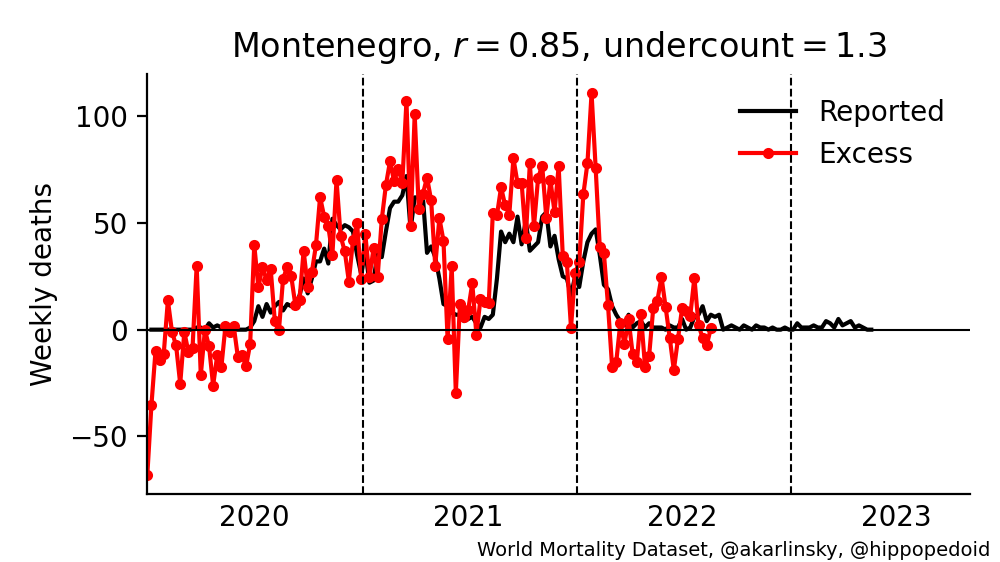 Montenegro, r = 0.85, undercount = 1.3
Reported
Excess
Weekly deaths
100
50
0
−50
2020 2021 2022 2023
World Mortality Dataset, @akarlinsky, @hippopedoid